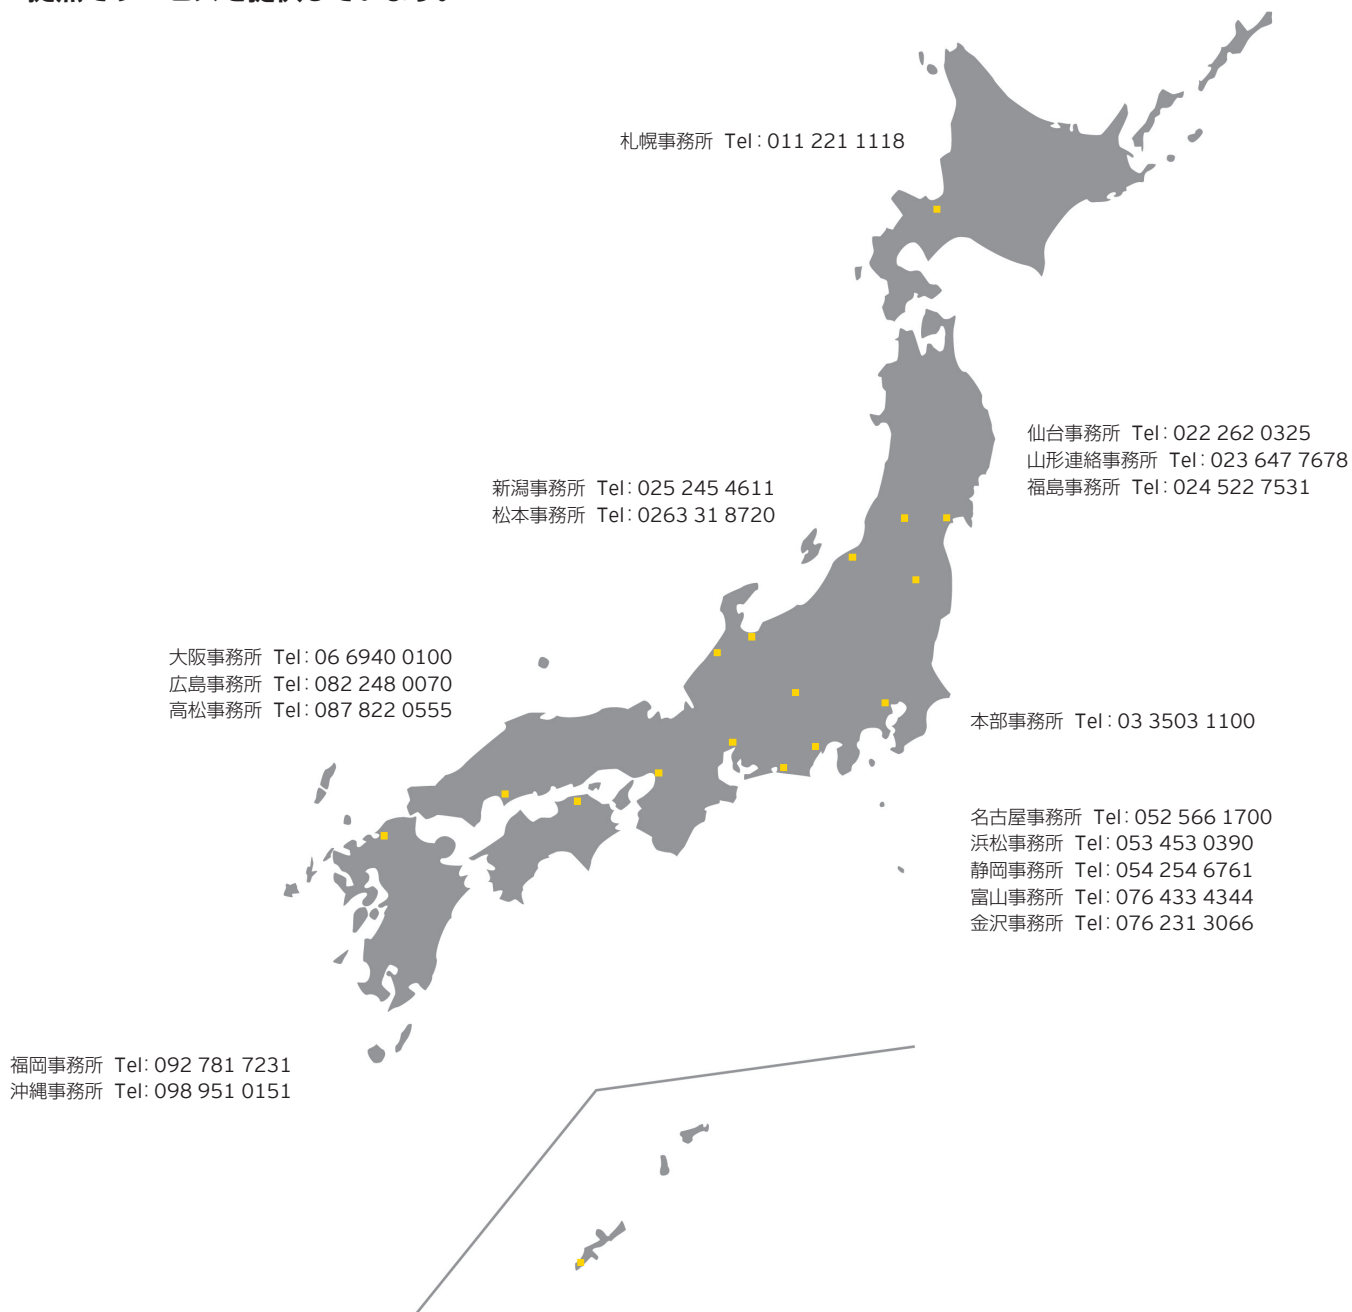 札幌事務所 Tel：011 221 1118
仙台事務所 Tel：022 262 0325
山形連絡事務所 Tel：023 647 7678
福島事務所 Tel：024 522 7531
新潟事務所 Tel：025 245 4611
松本事務所 Tel：0263 31 8720
大阪事務所 Tel：06 6940 0100
広島事務所 Tel：082 248 0070
高松事務所 Tel：087 822 0555
本部事務所 Tel：03 3503 1100
名古屋事務所 Tel：052 566 1700
浜松事務所 Tel：053 453 0390
静岡事務所 Tel：054 254 6761
富山事務所 Tel：076 433 4344
金沢事務所 Tel：076 231 3066
福岡事務所 Tel：092 781 7231
沖縄事務所 Tel：098 951 0151